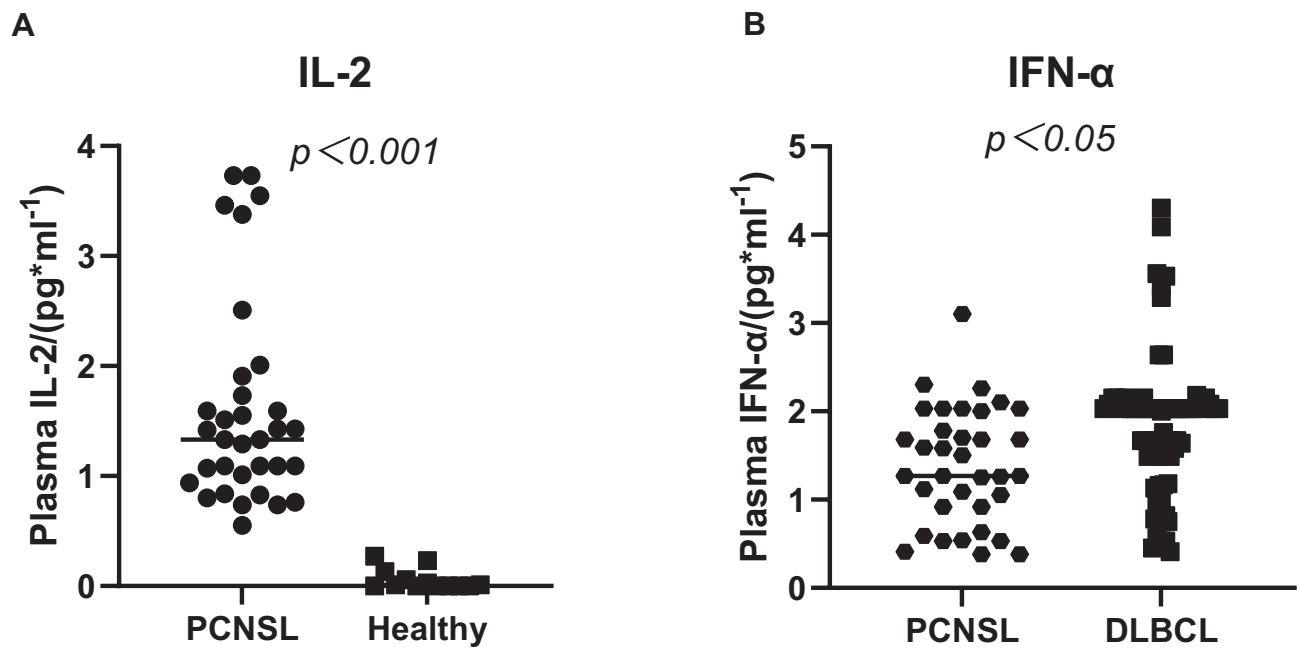 A
IL-2
p<0.001
Plasma IL-2/(pg*ml⁻¹)
4
3
2
1
0
PCNSL Healthy
B
IFN-α
p<0.05
Plasma IFN-α/(pg*ml⁻¹)
5
4
3
2
1
0
PCNSL DLBCL